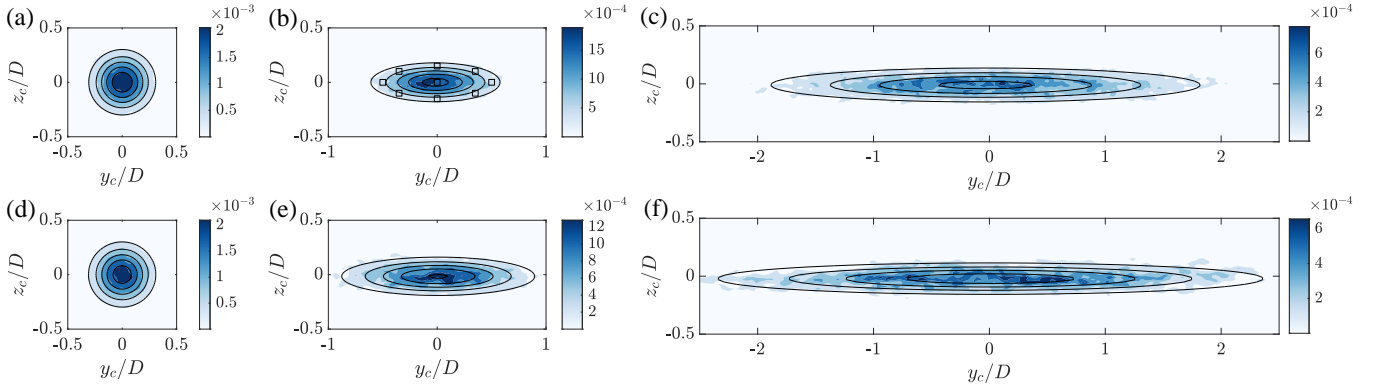 (a)
×10⁻³
0.5
0
-0.5
z_c/D
-0.5 0 0.5
y_c/D
2
1.5
1
0.5
(b)
×10⁻⁴
0.5
0
-0.5
z_c/D
-1 0 1
y_c/D
15
10
5
(c)
×10⁻⁴
0.5
0
-0.5
z_c/D
-2 -1 0 1 2
y_c/D
6
4
2
(d)
×10⁻³
0.5
0
-0.5
z_c/D
-0.5 0 0.5
y_c/D
2
1.5
1
0.5
(e)
×10⁻⁴
0.5
0
-0.5
z_c/D
-1 0 1
y_c/D
12
10
8
6
4
2
(f)
×10⁻⁴
0.5
0
-0.5
z_c/D
-2 -1 0 1 2
y_c/D
6
4
2